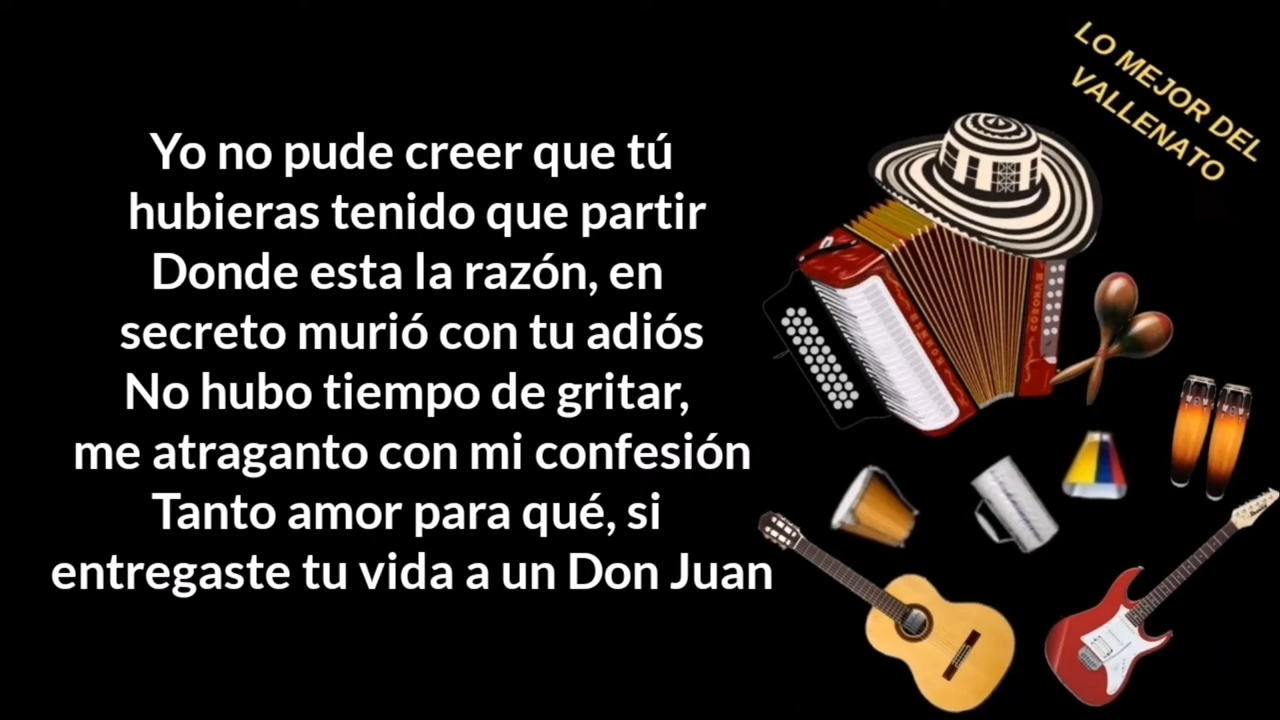 LO MEJOR DEL
VALLENATO
Yo no pude creer que tú
hubieras tenido que partir
Donde esta la razón, en
secreto murió con tu adiós
No hubo tiempo de gritar,
me atraganto con mi confesión
Tanto amor para qué, si
entregaste tu vida a un Don Juan
HOHNER